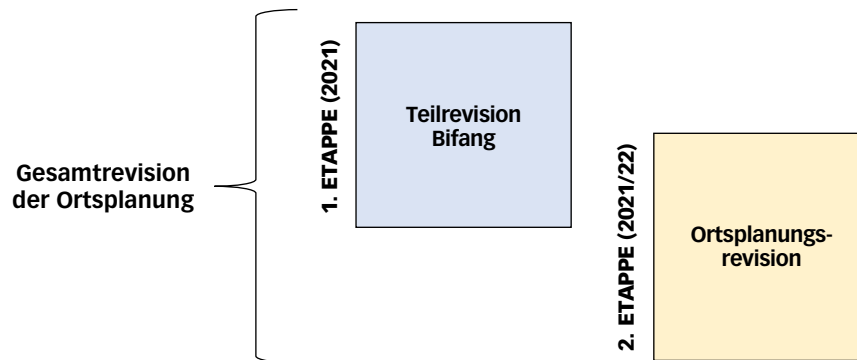 Gesamtrevision
der Ortsplanung
1. ETAPPE (2021)
Teilrevision
Bifang
2. ETAPPE (2021/22)
Ortsplanungs-
revision